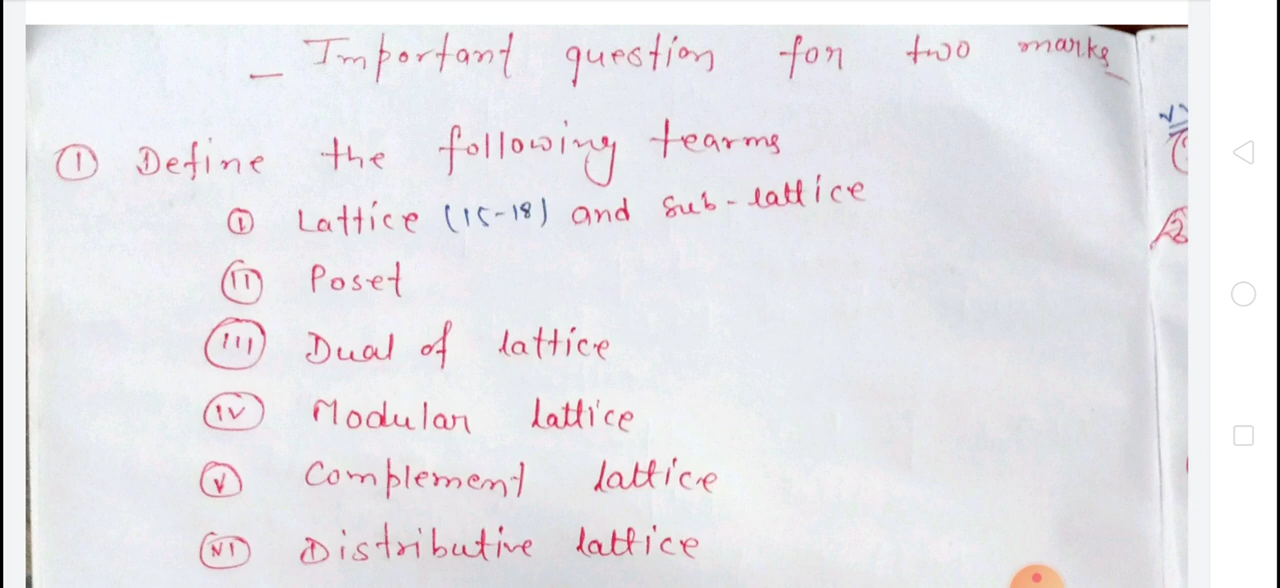 Important question for two marks
① Define the following tearms
① Lattice (15-18) and sub-lattice
(ii) Poset
(iii) Dual of lattice
(iv) Modular lattice
(v) Complement lattice
(vi) Distributive lattice